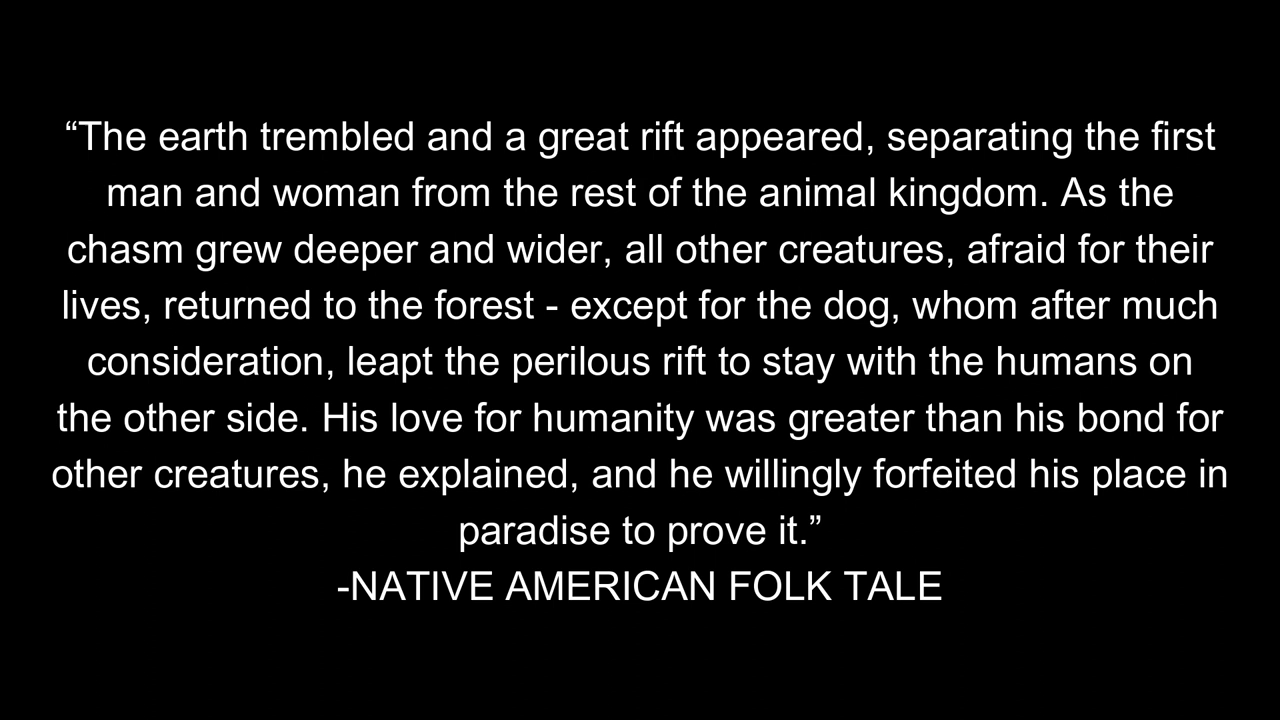 “The earth trembled and a great rift appeared, separating the first
man and woman from the rest of the animal kingdom. As the
chasm grew deeper and wider, all other creatures, afraid for their
lives, returned to the forest - except for the dog, whom after much
consideration, leapt the perilous rift to stay with the humans on
the other side. His love for humanity was greater than his bond for
other creatures, he explained, and he willingly forfeited his place in
paradise to prove it.”
-NATIVE AMERICAN FOLK TALE